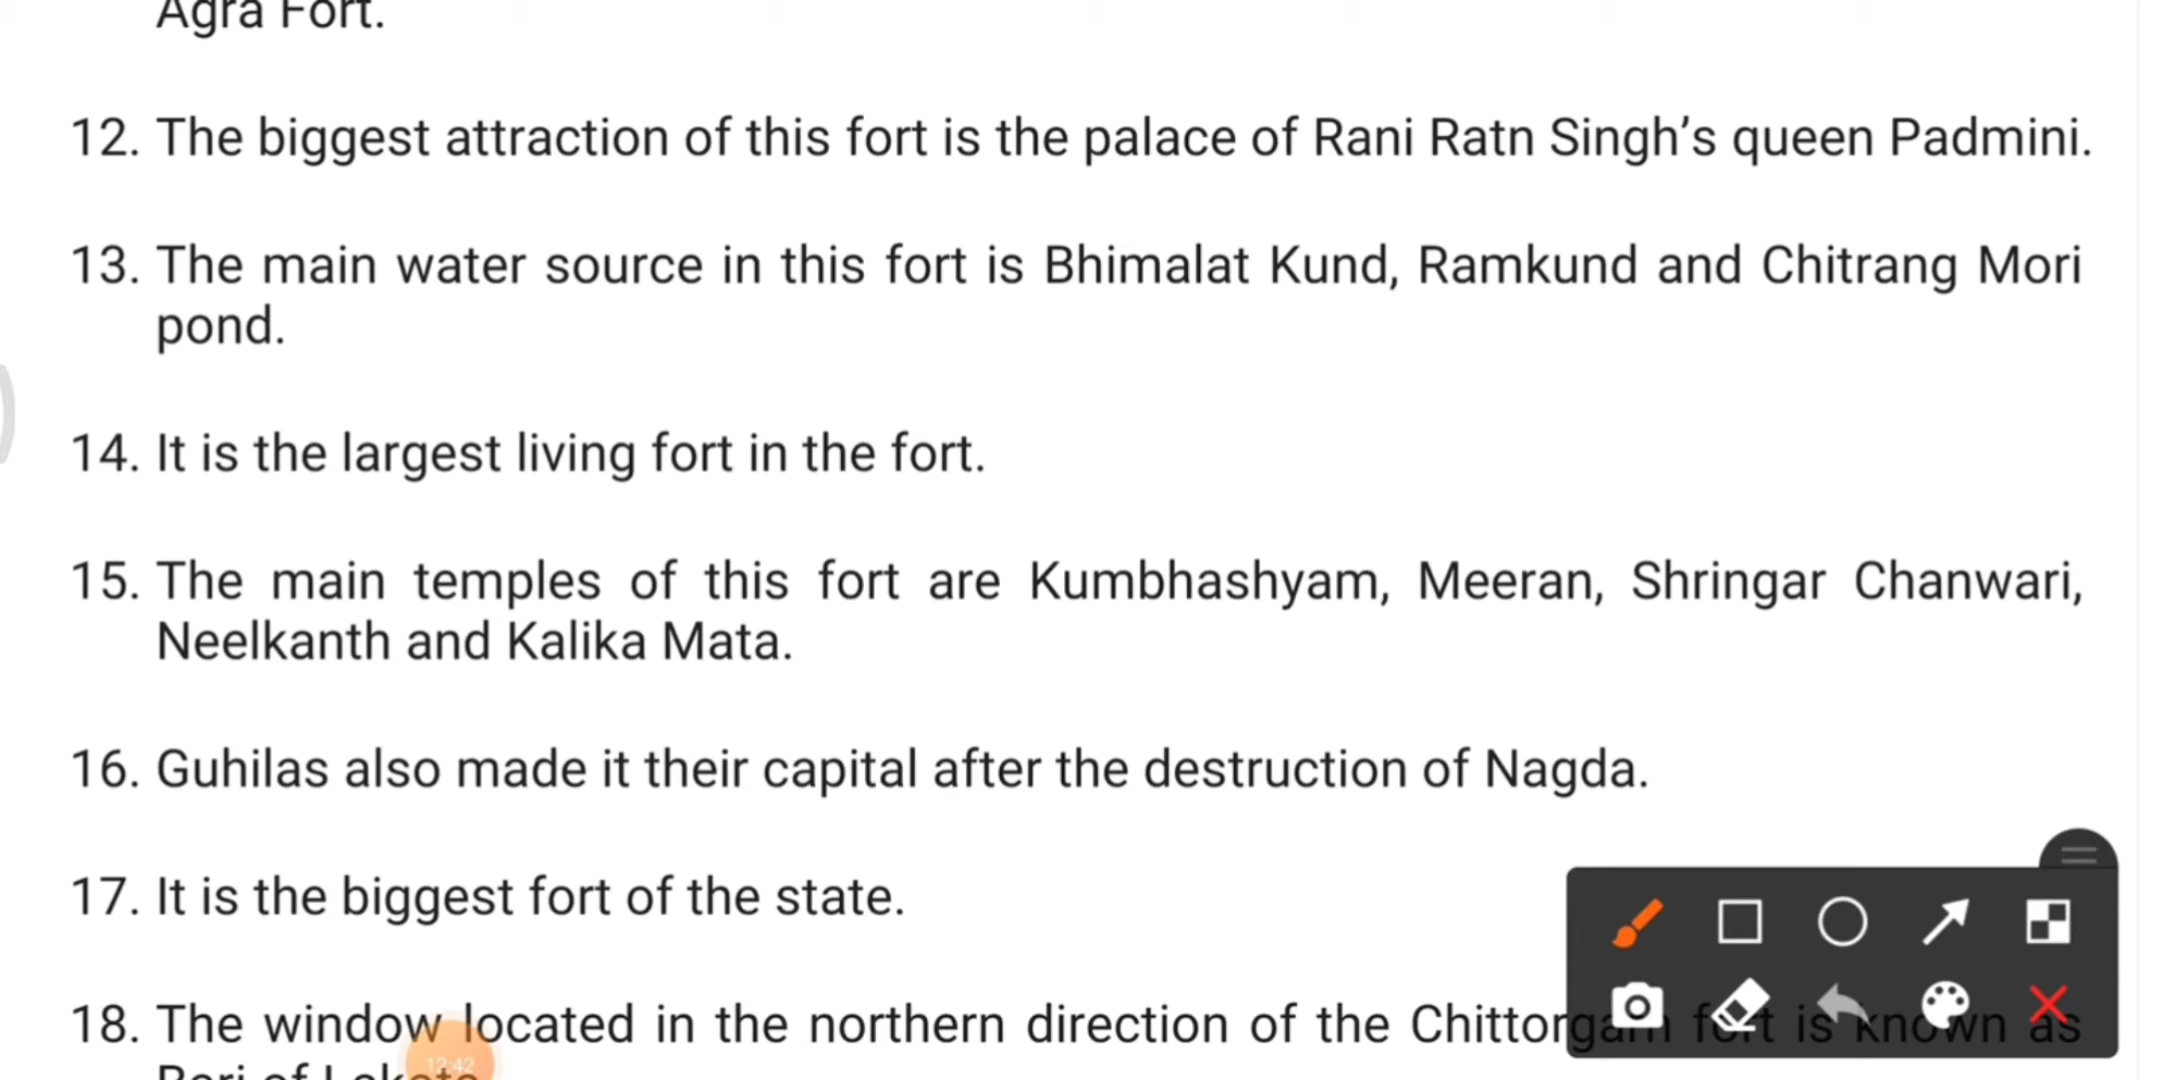 Agra Fort.
12. The biggest attraction of this fort is the palace of Rani Ratn Singh’s queen Padmini.
13. The main water source in this fort is Bhimalat Kund, Ramkund and Chitrang Mori
pond.
14. It is the largest living fort in the fort.
15. The main temples of this fort are Kumbhashyam, Meeran, Shringar Chanwari,
Neelkanth and Kalika Mata.
16. Guhilas also made it their capital after the destruction of Nagda.
17. It is the biggest fort of the state.
18. The window located in the northern direction of the Chittorgarh fort is known as
Bari of Lakota
12:42